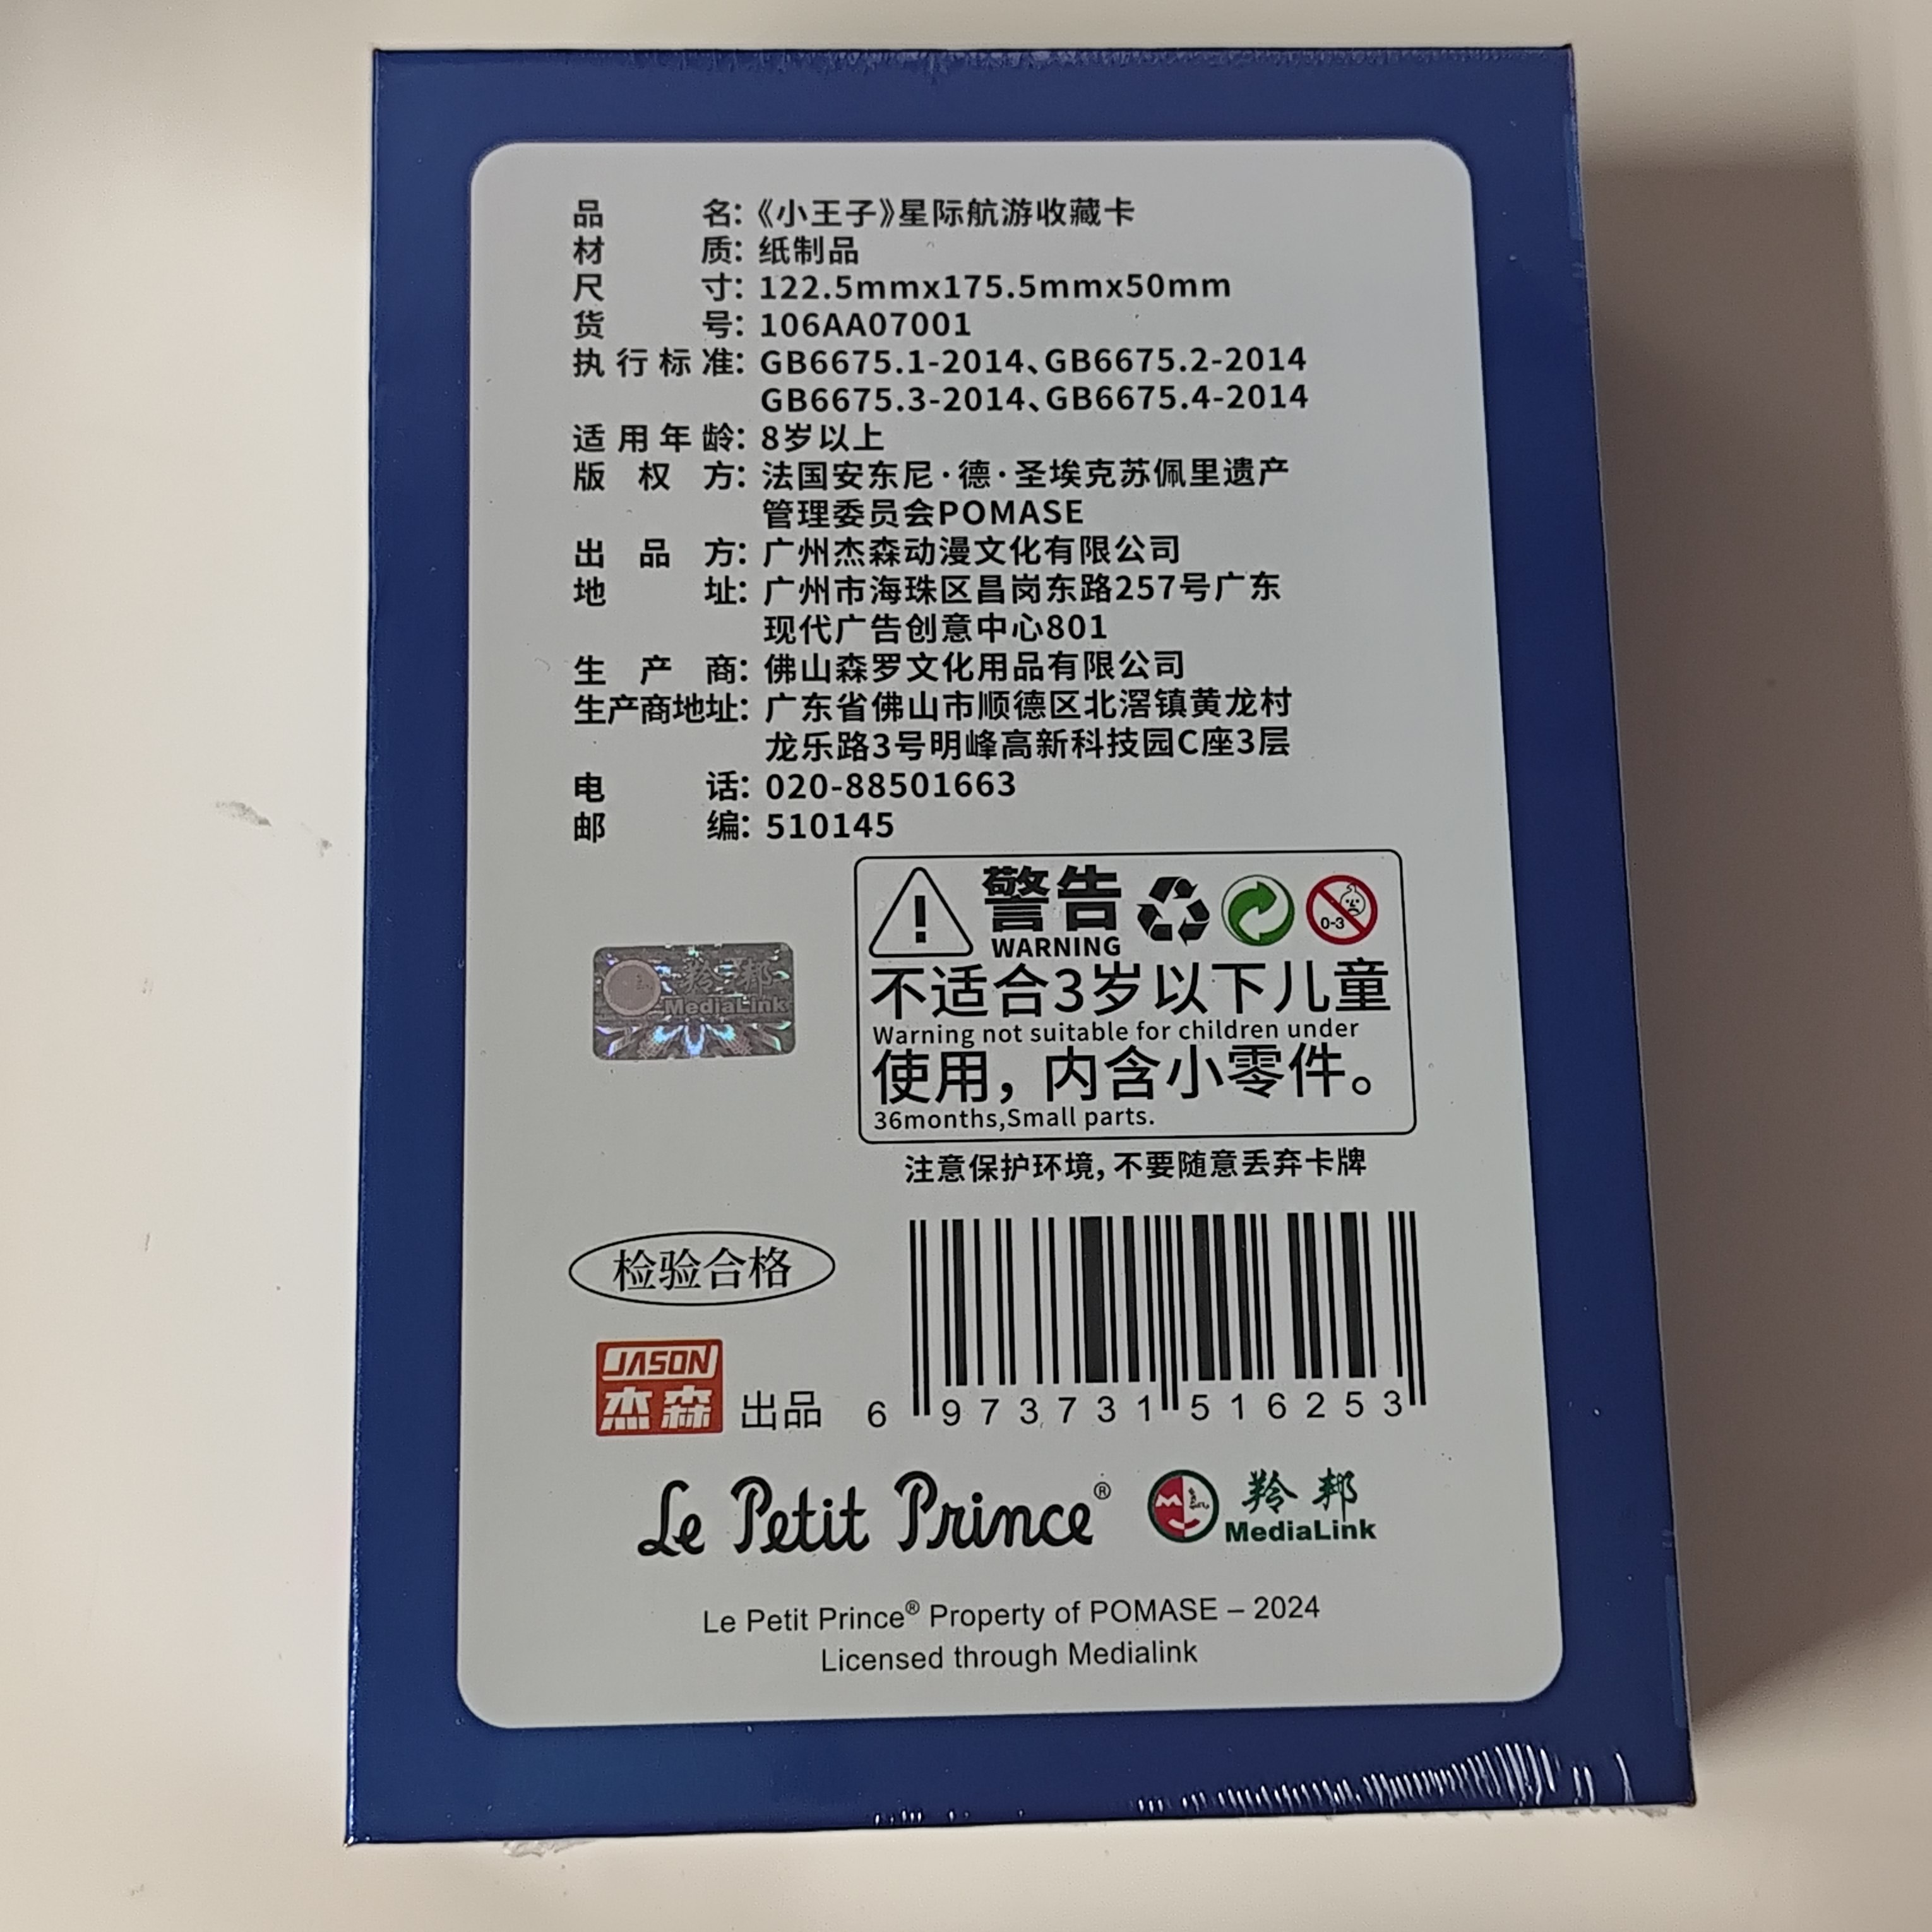 品名：《小王子》星际航游收藏卡
材质：纸制品
尺寸：122.5mmx175.5mmx50mm
货号：106AA07001
执行标准：GB6675.1-2014、GB6675.2-2014
GB6675.3-2014、GB6675.4-2014
适用年龄：8岁以上
版权方：法国安东尼·德·圣埃克苏佩里遗产
管理委员会POMASE
出品方：广州杰森动漫文化有限公司
地址：广州市海珠区昌岗东路257号广东
现代广告创意中心801
生产商：佛山森罗文化用品有限公司
生产商地址：广东省佛山市顺德区北滘镇黄龙村
龙乐路3号明峰高新科技园C座3层
电话：020-88501663
邮编：510145
警告
WARNING
0-3
不适合3岁以下儿童
Warning not suitable for children under
使用，内含小零件。
36months,Small parts.
羚邦
MediaLink
注意保护环境，不要随意丢弃卡牌
检验合格
JASON
杰森 出品
6 973731 516253
Le Petit Prince®
羚邦
MediaLink
Le Petit Prince® Property of POMASE – 2024
Licensed through Medialink